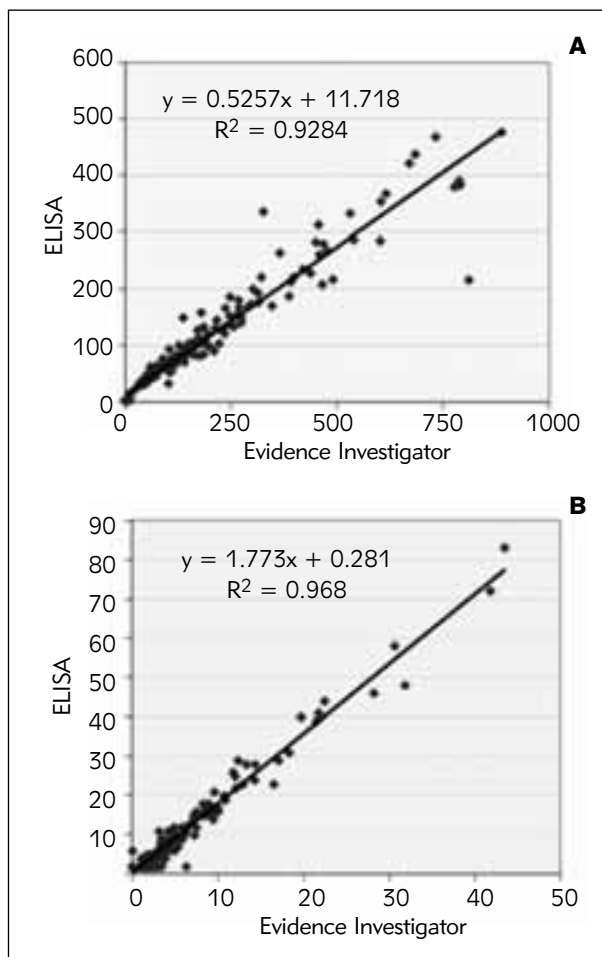 A
600
500
400
300
200
100
0
ELISA
y = 0.5257x + 11.718
R² = 0.9284
0 250 500 750 1000
Evidence Investigator
B
90
80
70
60
50
40
30
20
10
ELISA
y = 1.773x + 0.281
R² = 0.968
0 10 20 30 40 50
Evidence Investigator